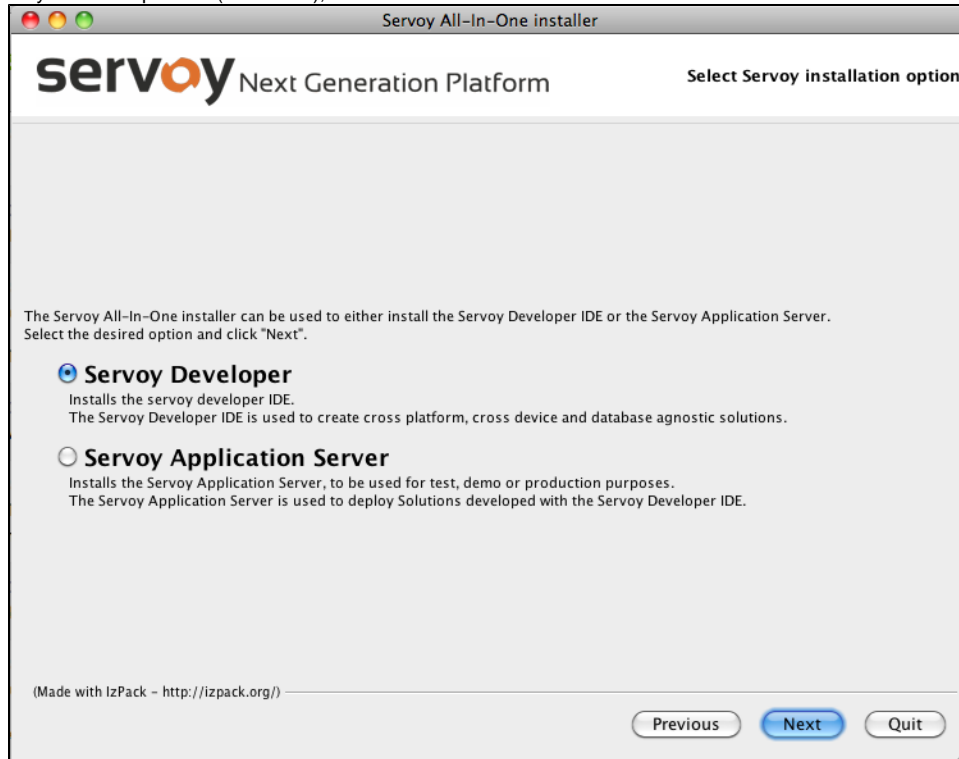 Servoy All-In-One installer
servoy Next Generation Platform
Select Servoy installation option
The Servoy All-In-One installer can be used to either install the Servoy Developer IDE or the Servoy Application Server.
Select the desired option and click "Next".
Servoy Developer
Installs the servoy developer IDE.
The Servoy Developer IDE is used to create cross platform, cross device and database agnostic solutions.
Servoy Application Server
Installs the Servoy Application Server, to be used for test, demo or production purposes.
The Servoy Application Server is used to deploy Solutions developed with the Servoy Developer IDE.
(Made with IzPack - http://izpack.org/)
Previous
Next
Quit